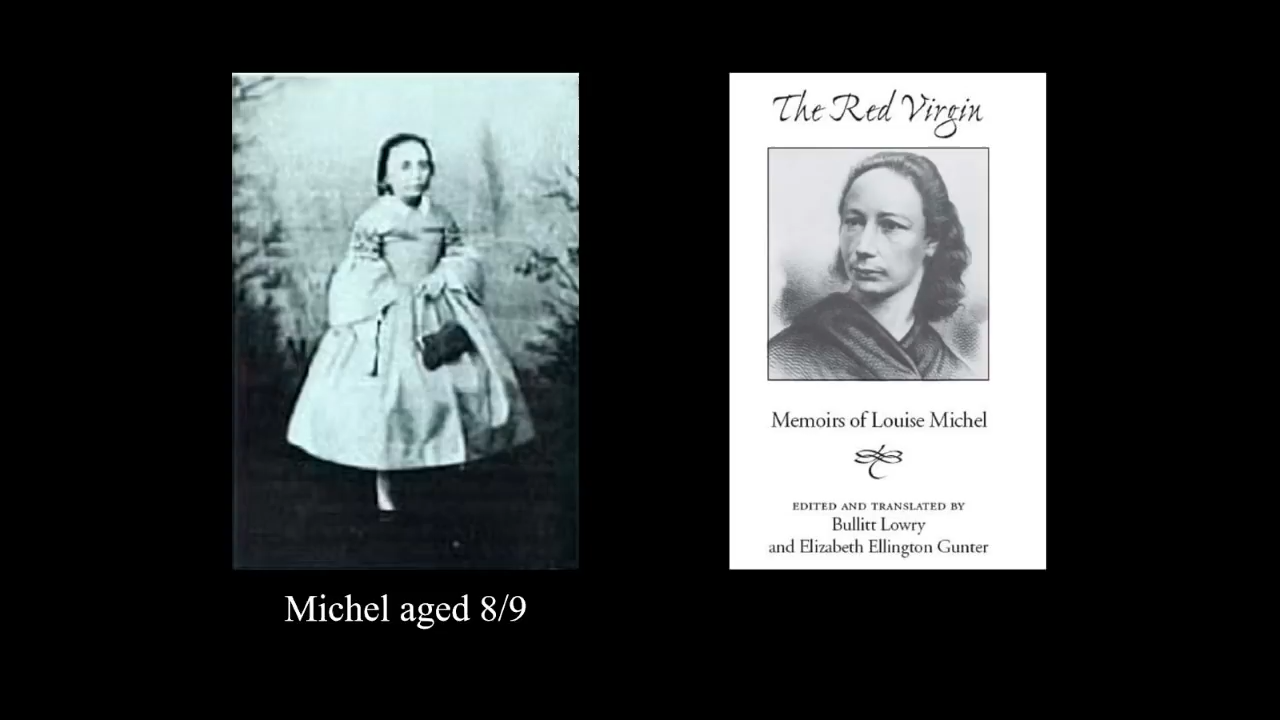 Michel aged 8/9
The Red Virgin
Memoirs of Louise Michel
EDITED AND TRANSLATED BY
Bullitt Lowry
and Elizabeth Ellington Gunter